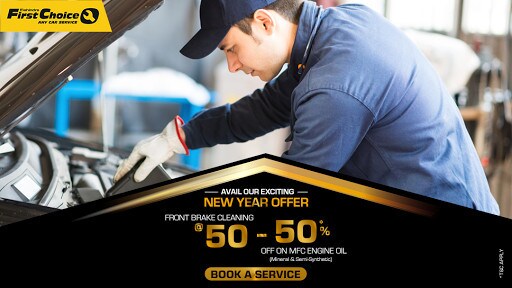 Mahindra
First Choice
ANY CAR SERVICE
AVAIL OUR EXCITING
NEW YEAR OFFER
FRONT BRAKE CLEANING
@ 50 - 50*%
OFF ON MFC ENGINE OIL
(Mineral & Semi-Synthetic)
BOOK A SERVICE
*T&C APPLY